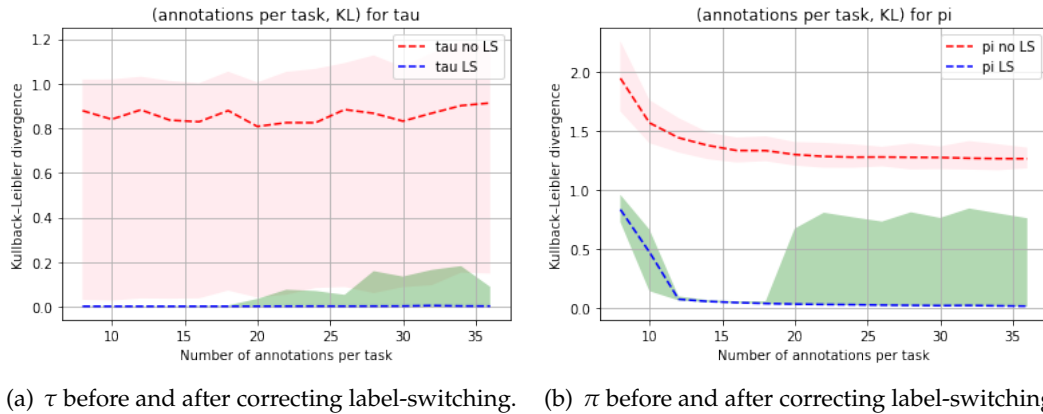 (annotations per task, KL) for tau
1.2
1.0
0.8
0.6
0.4
0.2
0.0
Kullback–Leibler divergence
tau no LS
tau LS
10 15 20 25 30 35
Number of annotations per task
(annotations per task, KL) for pi
2.0
1.5
1.0
0.5
0.0
Kullback–Leibler divergence
pi no LS
pi LS
10 15 20 25 30 35
Number of annotations per task
(a) τ before and after correcting label-switching.
(b) π before and after correcting label-switching